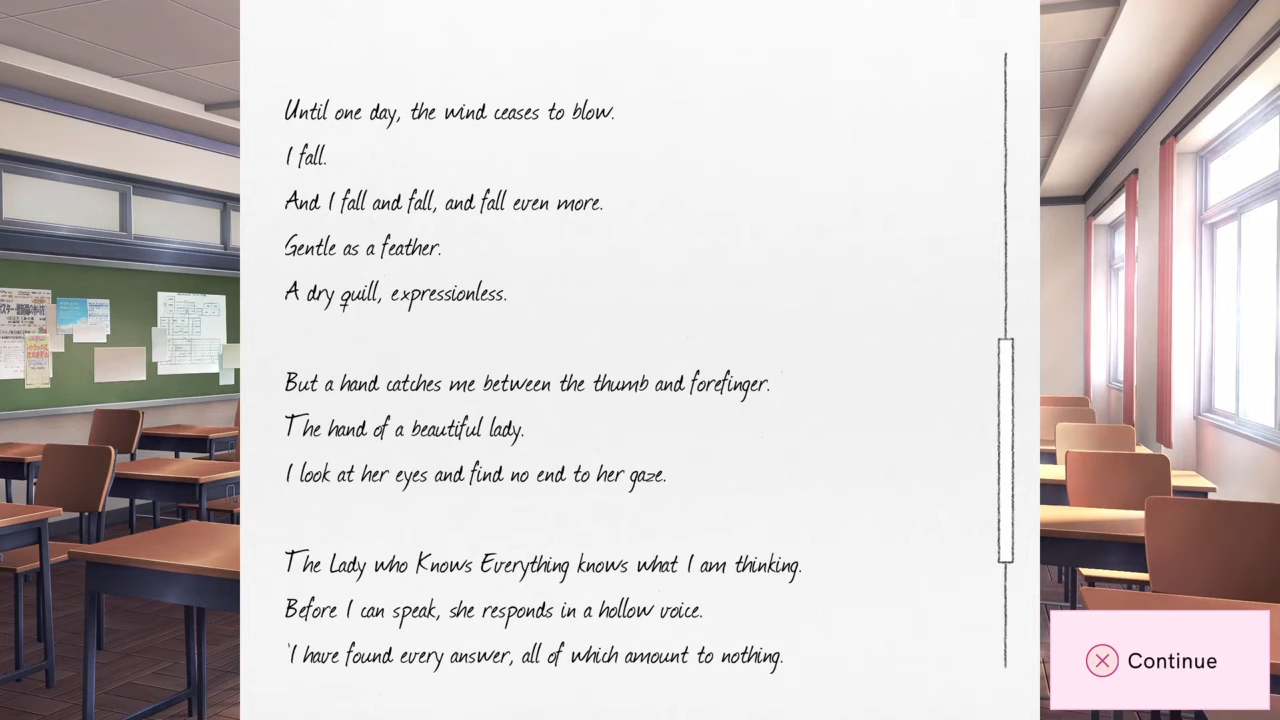 Until one day, the wind ceases to blow.
I fall.
And I fall and fall, and fall even more.
Gentle as a feather.
A dry quill, expressionless.
But a hand catches me between the thumb and forefinger.
The hand of a beautiful lady.
I look at her eyes and find no end to her gaze.
The Lady who Knows Everything knows what I am thinking.
Before I can speak, she responds in a hollow voice.
'I have found every answer, all of which amount to nothing.
Continue